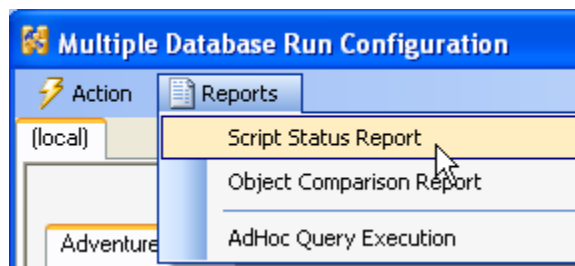 Multiple Database Run Configuration
Action Reports
(local) Script Status Report
Object Comparison Report
Adventure AdHoc Query Execution